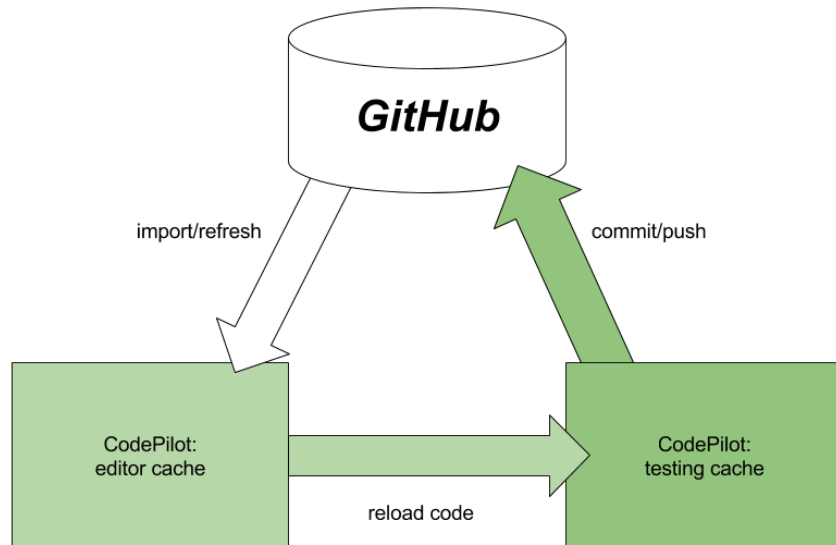 GitHub
import/refresh
commit/push
CodePilot:
editor cache
CodePilot:
testing cache
reload code